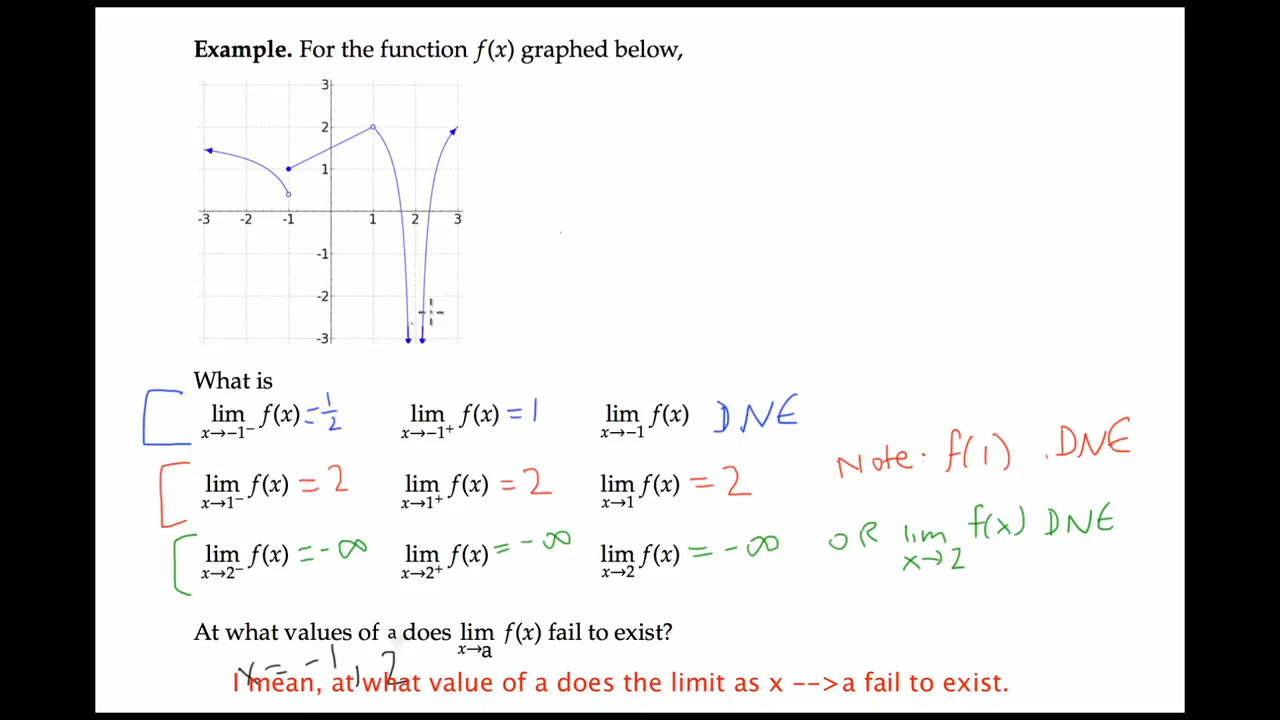 Example. For the function f(x) graphed below,
3
2
1
-3 -2 -1 1 2 3
-1
-2
-3
What is
lim x→−1⁻ f(x) = 1/2 lim x→−1⁺ f(x) = 1 lim x→−1 f(x) DNE
Note: f(1) . DNE
lim x→1⁻ f(x) = 2 lim x→1⁺ f(x) = 2 lim x→1 f(x) = 2
lim x→2⁻ f(x) = −∞ lim x→2⁺ f(x) = −∞ lim x→2 f(x) = −∞ OR lim x→2 f(x) DNE
At what values of a does lim x→a f(x) fail to exist?
x = −1, 2
I mean, at what value of a does the limit as x -->a fail to exist.